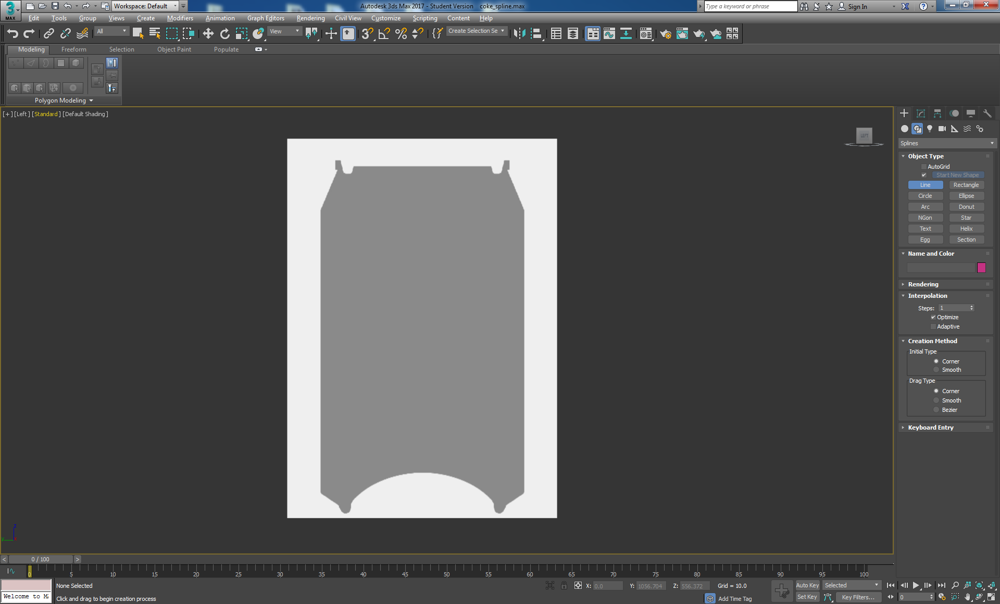 3
MAX
Workspace: Default
Autodesk 3ds Max 2017 - Student Version coke_spline.max
Type a keyword or phrase
Sign In
Edit Tools Group Views Create Modifiers Animation Graph Editors Rendering Civil View Customize Scripting Content Help
All
View
Create Selection Se
Modeling Freeform Selection Object Paint Populate
Polygon Modeling
[+] [Left] [Standard] [Default Shading]
LEFT
Splines
Object Type
AutoGrid
Start New Shape
Line Rectangle
Circle Ellipse
Arc Donut
NGon Star
Text Helix
Egg Section
Name and Color
Rendering
Interpolation
Steps: 1
Optimize
Adaptive
Creation Method
Initial Type
Corner
Smooth
Drag Type
Corner
Smooth
Bezier
Keyboard Entry
z
y
< 0 / 100 >
0 5 10 15 20 25 30 35 40 45 50 55 60 65 70 75 80 85 90 95 100
None Selected
X: 0.0 Y: 1056.704 Z: 556.372 Grid = 10.0
Auto Key Selected
Welcome to M
Click and drag to begin creation process
Add Time Tag
Set Key Key Filters... 0